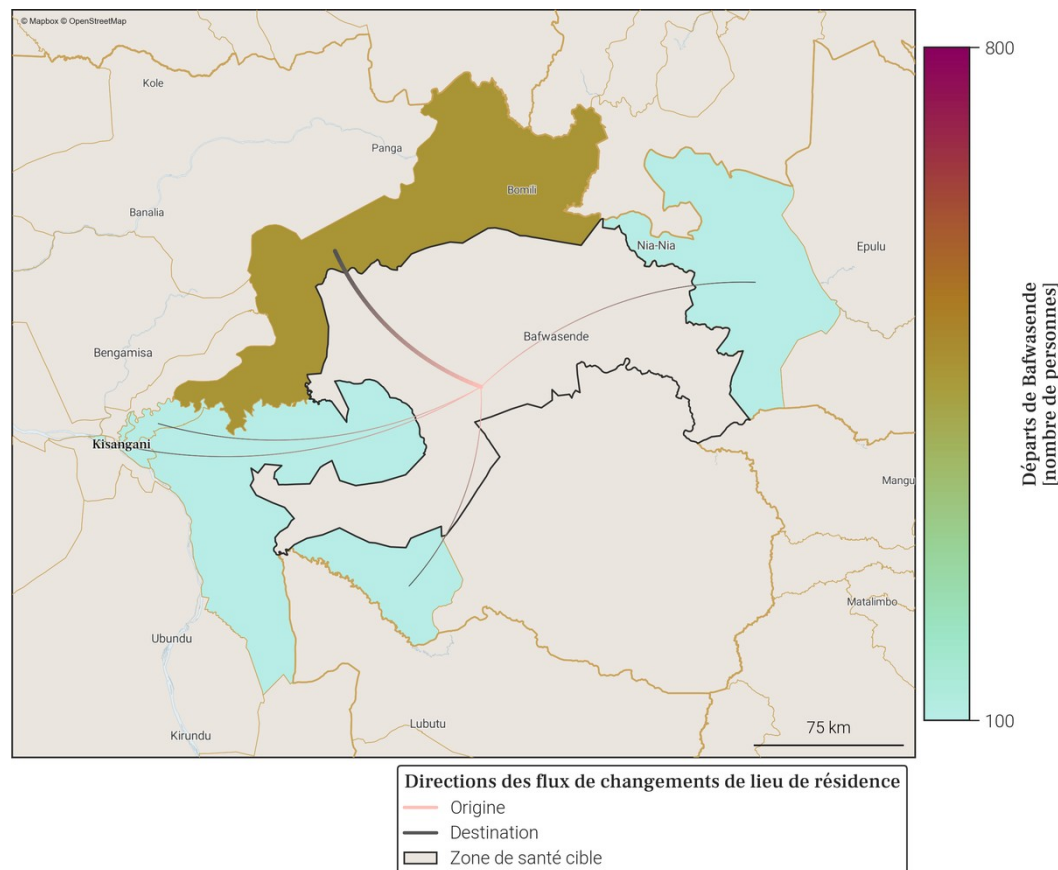 © Mapbox © OpenStreetMap
Kole
Panga
Bomili
Banalia
Nia-Nia
Epulu
Bafwasende
Bengamisa
Kisangani
Mangu
Matalimbo
Ubundu
Lubutu
Kirundu
75 km
800
100
Départs de Bafwasende
[nombre de personnes]
Directions des flux de changements de lieu de résidence
Origine
Destination
Zone de santé cible